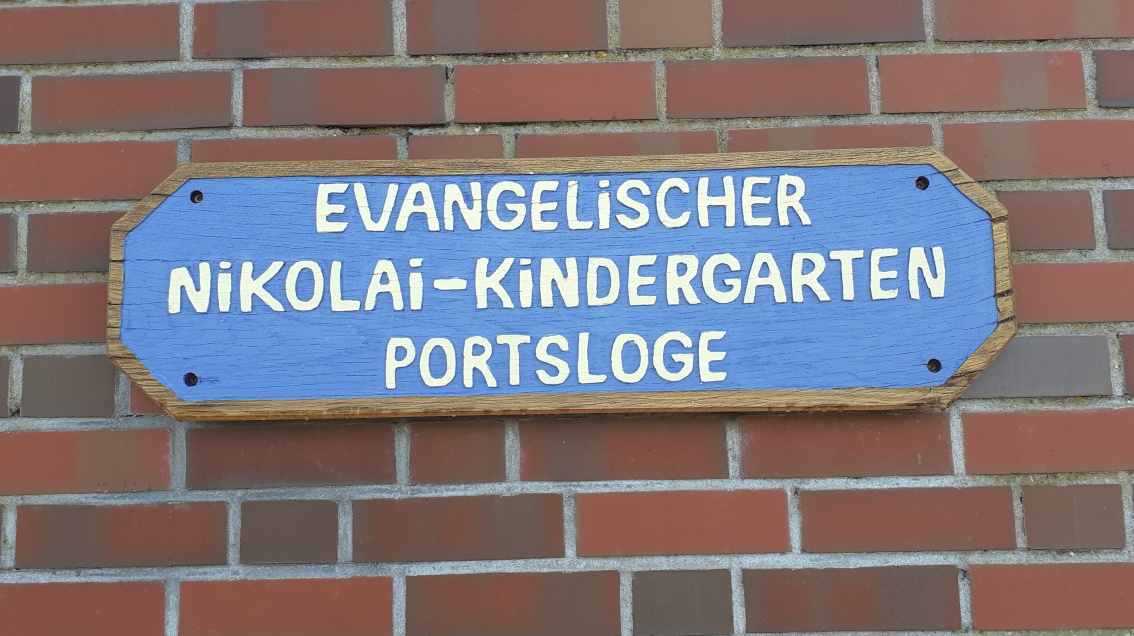 EVANGELiSCHER
NiKOLAi-KiNDERGARTEN
PORTSLOGE